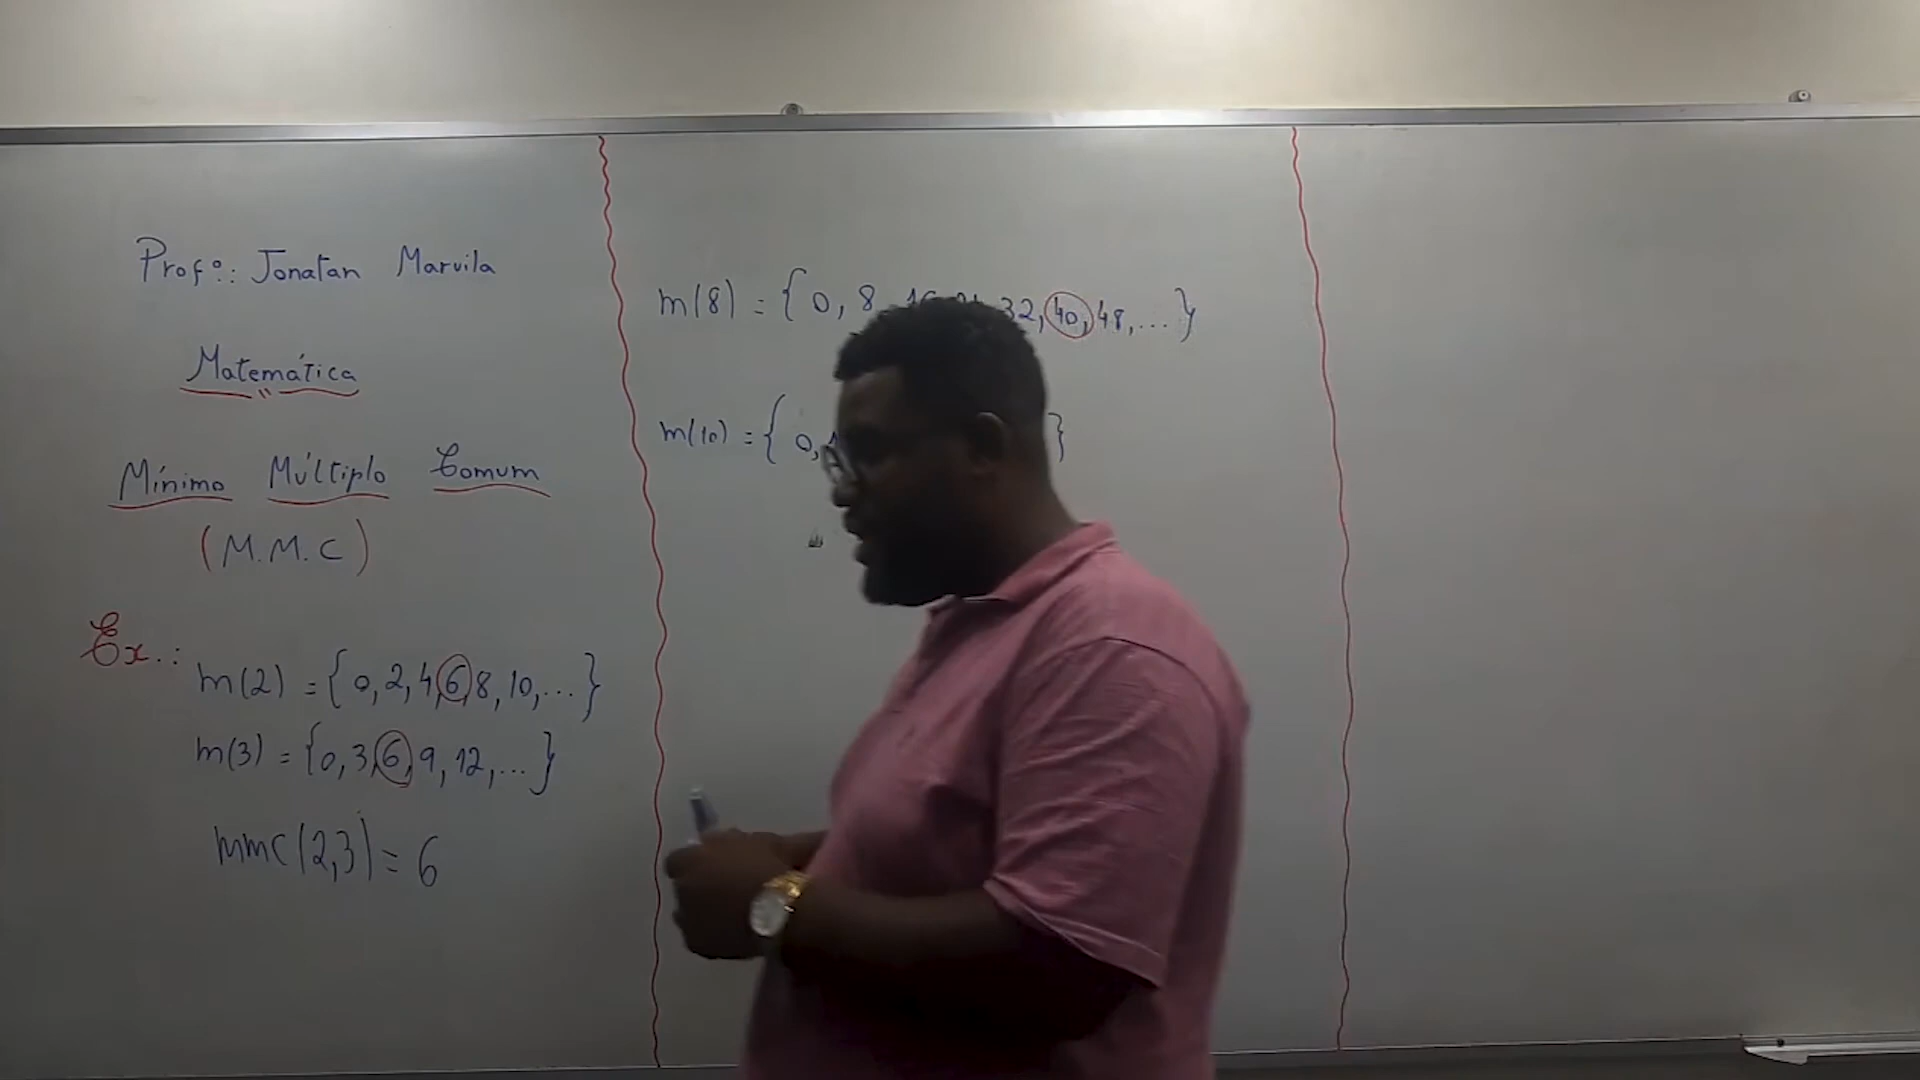 Profº.: Jonatan Marvila
Matemática
Mínimo Múltiplo Comum
(M.M.C)
Ex.:
m(2) = {0, 2, 4, 6, 8, 10, ... }
m(3) = {0, 3, 6, 9, 12, ... }
mmc(2,3) = 6
m(8) = { 0, 8 32, 40, 48, ... }
m(10) = { 0, }